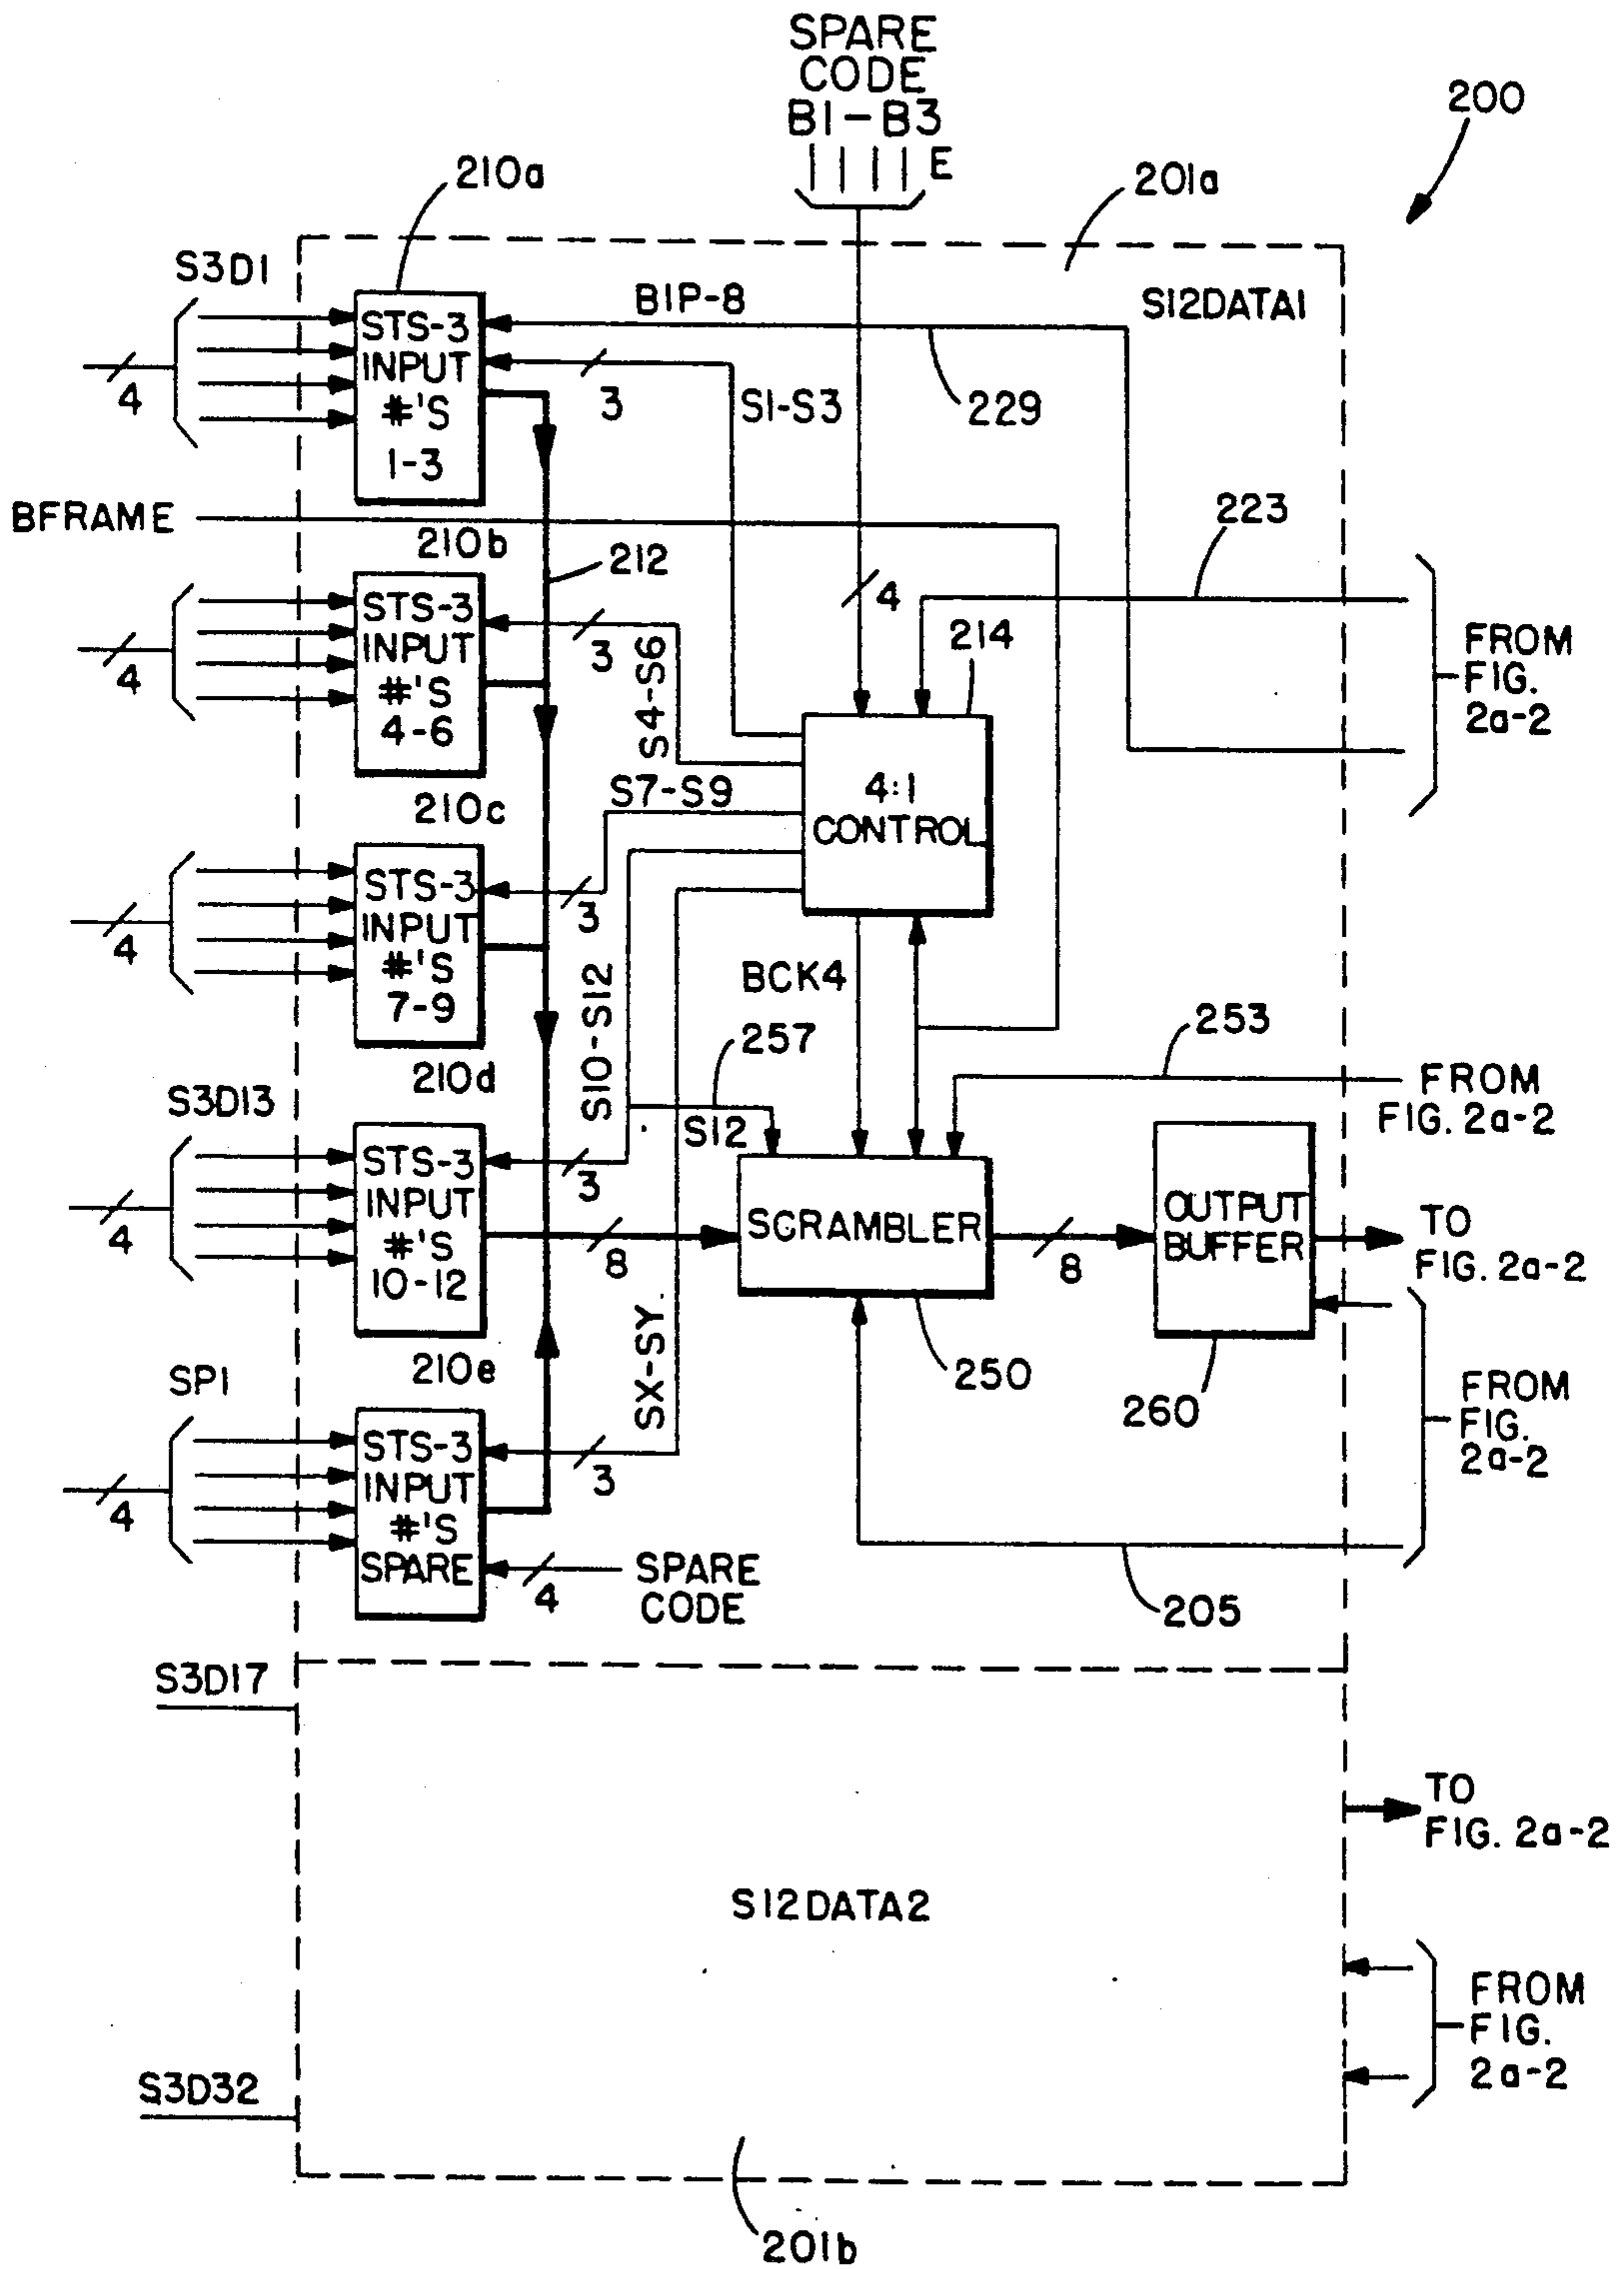 SPARE
CODE
B1-B3
E
200
210a
201a
S3D1
BIP-8
S12DATA1
STS-3
INPUT
#'S
1-3
4
3
S1-S3
229
BFRAME
223
210b
212
4
STS-3
INPUT
#'S
4-6
4
3
S4-S6
214
FROM
FIG.
2a-2
210c
S7-S9
4:1
CONTROL
STS-3
INPUT
#'S
7-9
4
3
BCK4
S10-S12
257
253
210d
S3D13
S12
FROM
FIG. 2a-2
STS-3
INPUT
#'S
10-12
4
3
8
SCRAMBLER
8
OUTPUT
BUFFER
TO
FIG. 2a-2
210e
SX-SY.
250
260
FROM
FIG.
2a-2
SP1
STS-3
INPUT
#'S
SPARE
4
3
4
SPARE
CODE
205
S3D17
TO
FIG. 2a-2
S12DATA2
FROM
FIG.
2a-2
S3D32
201b